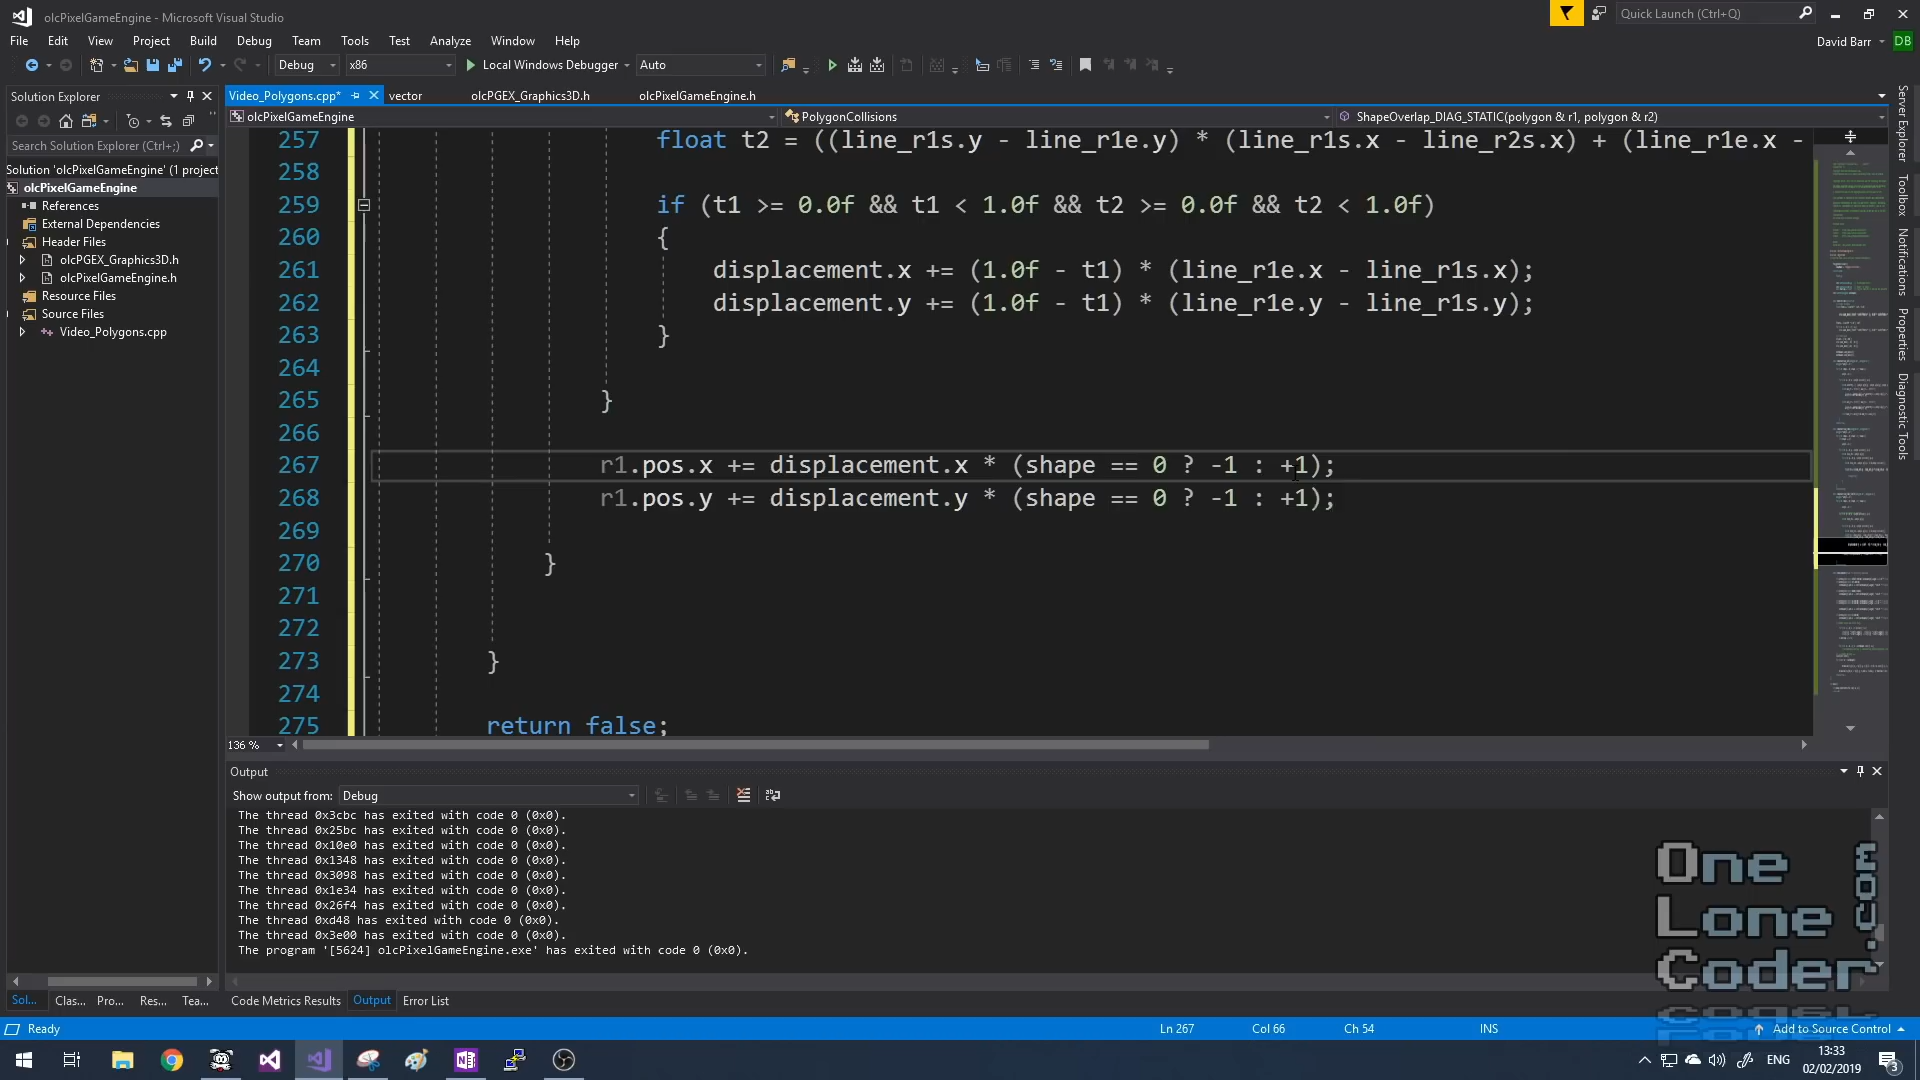 olcPixelGameEngine - Microsoft Visual Studio
Quick Launch (Ctrl+Q)
File Edit View Project Build Debug Team Tools Test Analyze Window Help
David Barr DB
Debug x86 Local Windows Debugger Auto
Solution Explorer
Video_Polygons.cpp* vector olcPGEX_Graphics3D.h olcPixelGameEngine.h
olcPixelGameEngine PolygonCollisions ShapeOverlap_DIAG_STATIC(polygon & r1, polygon & r2)
Search Solution Explorer (Ctrl+;)
Solution 'olcPixelGameEngine' (1 project
olcPixelGameEngine
References
External Dependencies
Header Files
olcPGEX_Graphics3D.h
olcPixelGameEngine.h
Resource Files
Source Files
Video_Polygons.cpp
257 float t2 = ((line_r1s.y - line_r1e.y) * (line_r1s.x - line_r2s.x) + (line_r1e.x -
258
259 if (t1 >= 0.0f && t1 < 1.0f && t2 >= 0.0f && t2 < 1.0f)
260 {
261 displacement.x += (1.0f - t1) * (line_r1e.x - line_r1s.x);
262 displacement.y += (1.0f - t1) * (line_r1e.y - line_r1s.y);
263 }
264
265 }
266
267 r1.pos.x += displacement.x * (shape == 0 ? -1 : +1);
268 r1.pos.y += displacement.y * (shape == 0 ? -1 : +1);
269
270 }
271
272
273 }
274
275 return false;
136 %
Server Explorer
Toolbox
Notifications
Properties
Diagnostic Tools
Output
Show output from: Debug
The thread 0x3cbc has exited with code 0 (0x0).
The thread 0x25bc has exited with code 0 (0x0).
The thread 0x10e0 has exited with code 0 (0x0).
The thread 0x1348 has exited with code 0 (0x0).
The thread 0x3098 has exited with code 0 (0x0).
The thread 0x1e34 has exited with code 0 (0x0).
The thread 0x26f4 has exited with code 0 (0x0).
The thread 0xd48 has exited with code 0 (0x0).
The thread 0x3e00 has exited with code 0 (0x0).
The program '[5624] olcPixelGameEngine.exe' has exited with code 0 (0x0).
One
Lone
Coder
Sol... Clas... Pro... Res... Tea... Code Metrics Results Output Error List
Ready Ln 267 Col 66 Ch 54 INS Add to Source Control
ENG 13:33
02/02/2019
3